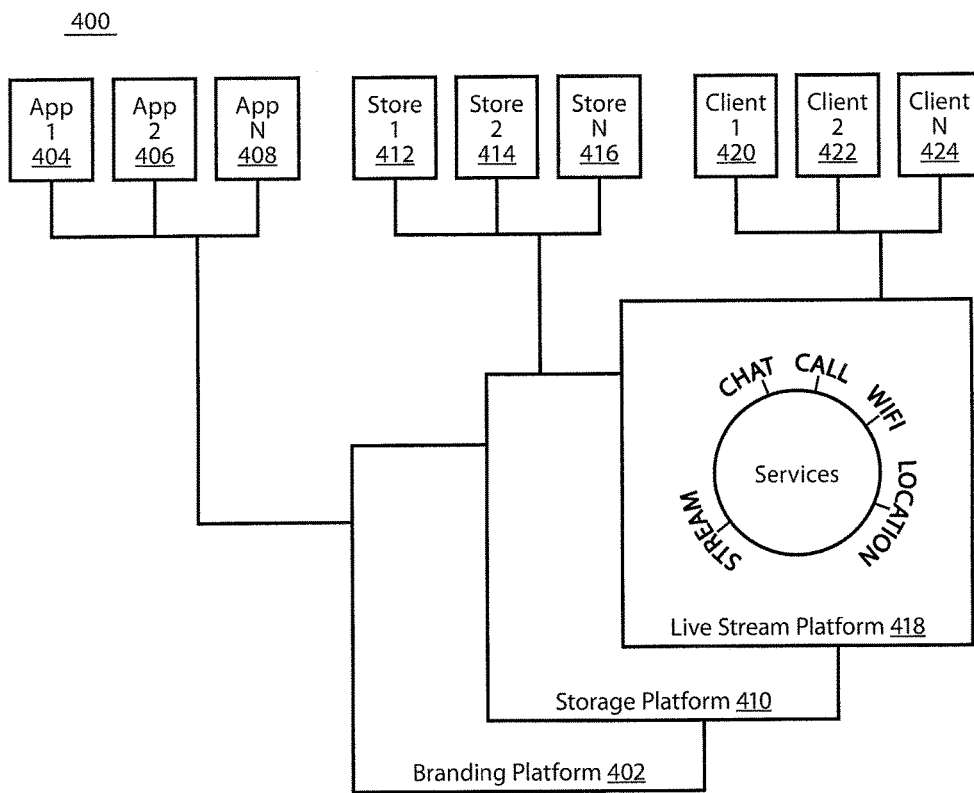 400
App 1 404
App 2 406
App N 408
Store 1 412
Store 2 414
Store N 416
Client 1 420
Client 2 422
Client N 424
STREAM
CHAT
CALL
WIFI
LOCATION
Services
Live Stream Platform 418
Storage Platform 410
Branding Platform 402